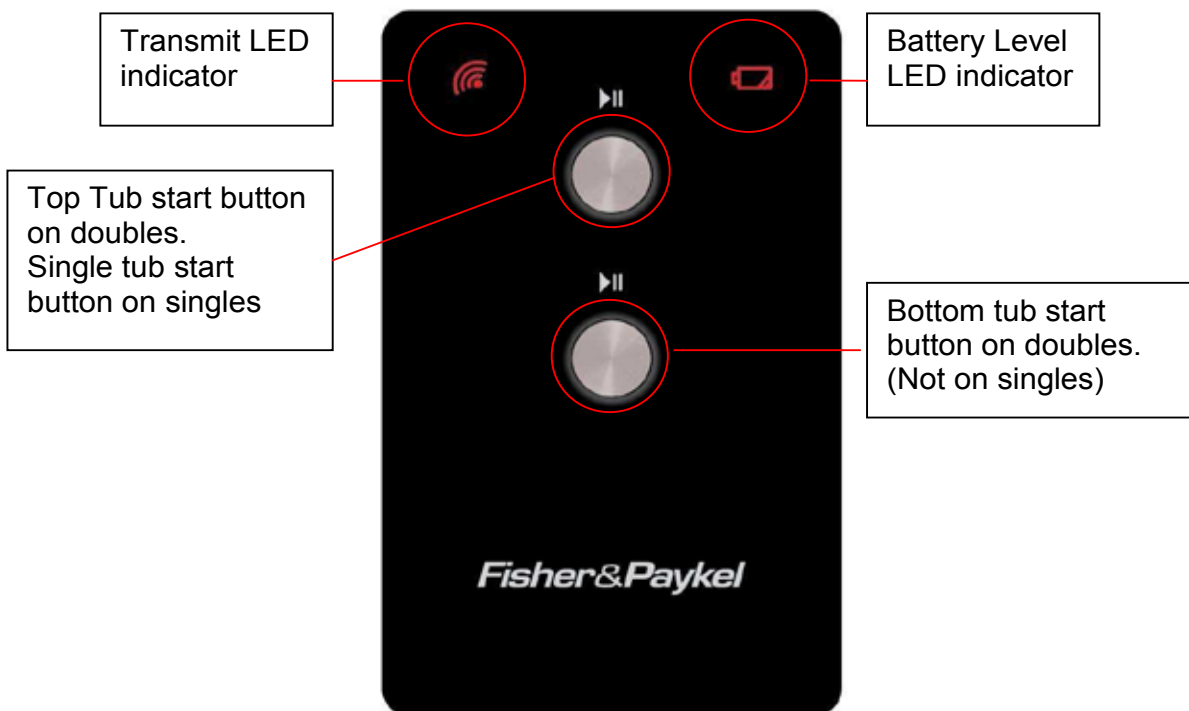 Transmit LED
indicator
Battery Level
LED indicator
Top Tub start button
on doubles.
Single tub start
button on singles
Bottom tub start
button on doubles.
(Not on singles)
Fisher&Paykel